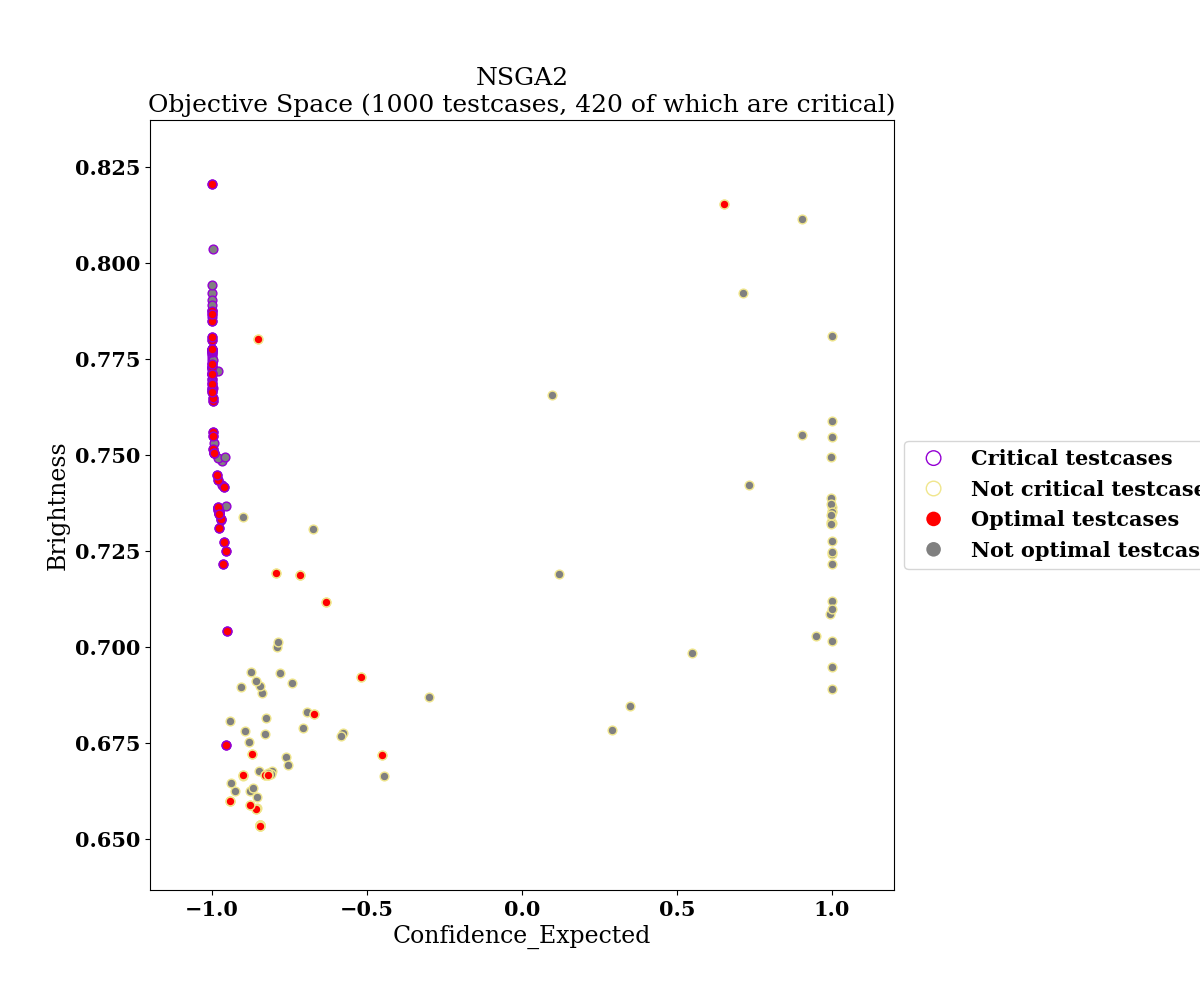 NSGA2
Objective Space (1000 testcases, 420 of which are critical)
0.825
0.800
0.775
0.750
0.725
0.700
0.675
0.650
Brightness
−1.0
−0.5
0.0
0.5
1.0
Confidence_Expected
Critical testcases
Not critical testcase
Optimal testcases
Not optimal testcas